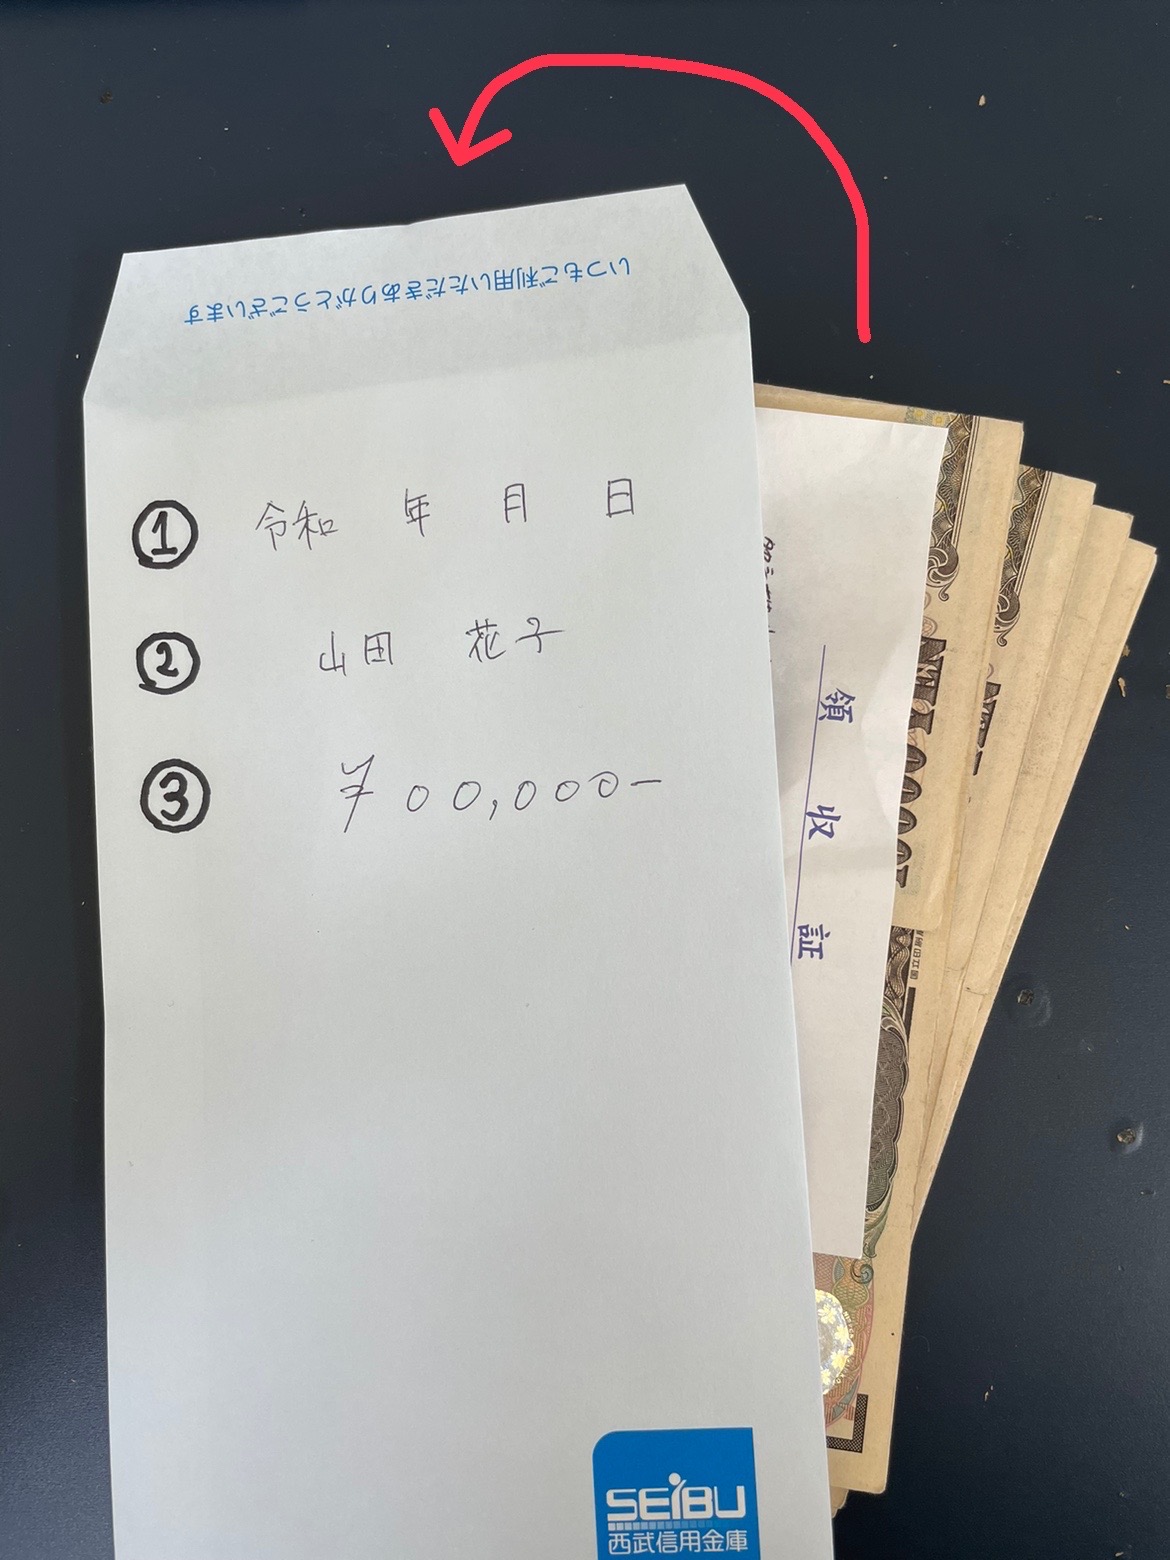 いつもご利用いただきありがとうございます
① 令和 年 月 日
② 山田 花子
③ ¥00,000-
領収証
10000
SEIBU
西武信用金庫